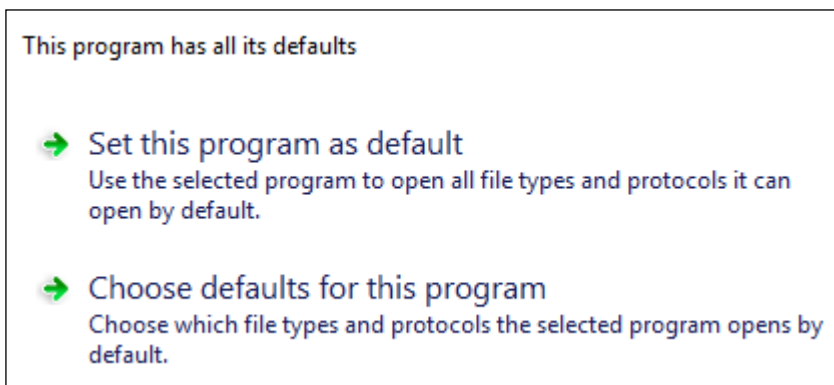 This program has all its defaults
Set this program as default
Use the selected program to open all file types and protocols it can
open by default.
Choose defaults for this program
Choose which file types and protocols the selected program opens by
default.